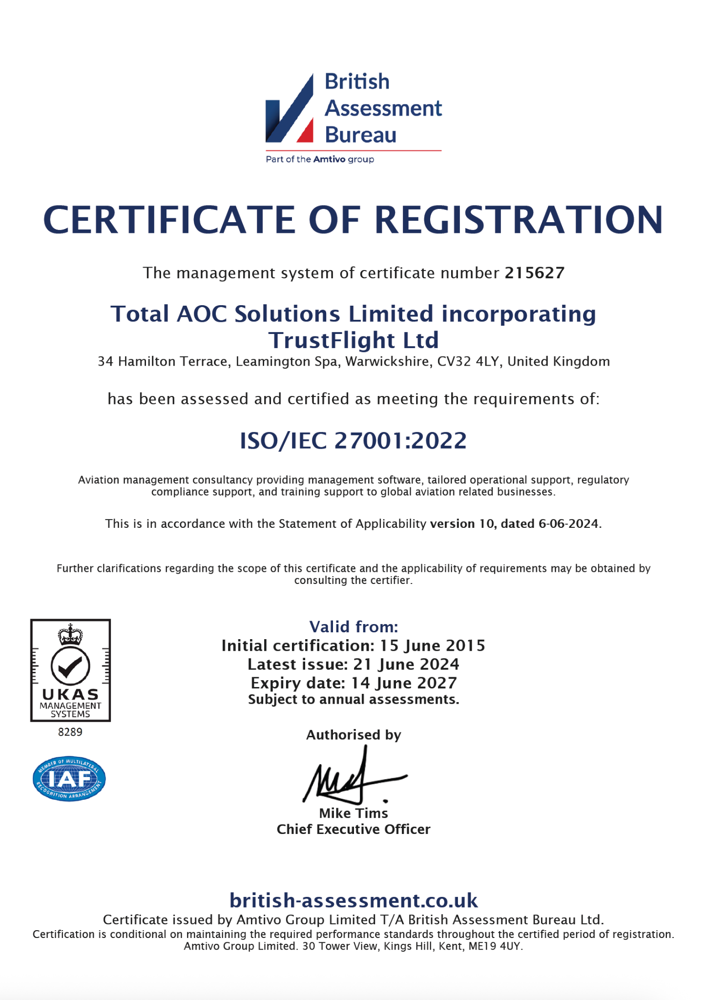 British
Assessment
Bureau
Part of the Amtivo group
CERTIFICATE OF REGISTRATION
The management system of certificate number 215627
Total AOC Solutions Limited incorporating
TrustFlight Ltd
34 Hamilton Terrace, Leamington Spa, Warwickshire, CV32 4LY, United Kingdom
has been assessed and certified as meeting the requirements of:
ISO/IEC 27001:2022
Aviation management consultancy providing management software, tailored operational support, regulatory
compliance support, and training support to global aviation related businesses.
This is in accordance with the Statement of Applicability version 10, dated 6-06-2024.
Further clarifications regarding the scope of this certificate and the applicability of requirements may be obtained by
consulting the certifier.
Valid from:
Initial certification: 15 June 2015
Latest issue: 21 June 2024
Expiry date: 14 June 2027
Subject to annual assessments.
UKAS
MANAGEMENT
SYSTEMS
8289
MEMBER OF MULTILATERAL
IAF
RECOGNITION ARRANGEMENT
Authorised by
Mike Tims
Chief Executive Officer
british-assessment.co.uk
Certificate issued by Amtivo Group Limited T/A British Assessment Bureau Ltd.
Certification is conditional on maintaining the required performance standards throughout the certified period of registration.
Amtivo Group Limited. 30 Tower View, Kings Hill, Kent, ME19 4UY.